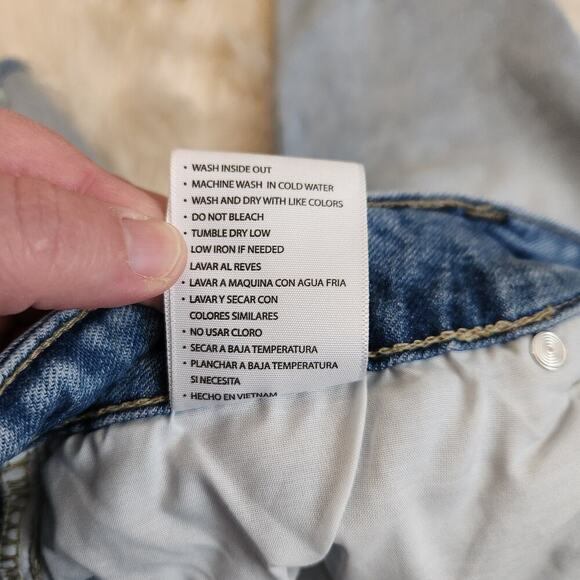 • WASH INSIDE OUT
• MACHINE WASH IN COLD WATER
• WASH AND DRY WITH LIKE COLORS
• DO NOT BLEACH
• TUMBLE DRY LOW
LOW IRON IF NEEDED
LAVAR AL REVES
• LAVAR A MAQUINA CON AGUA FRIA
• LAVAR Y SECAR CON
COLORES SIMILARES
• NO USAR CLORO
• SECAR A BAJA TEMPERATURA
• PLANCHAR A BAJA TEMPERATURA
SI NECESITA
• HECHO EN VIETNAM